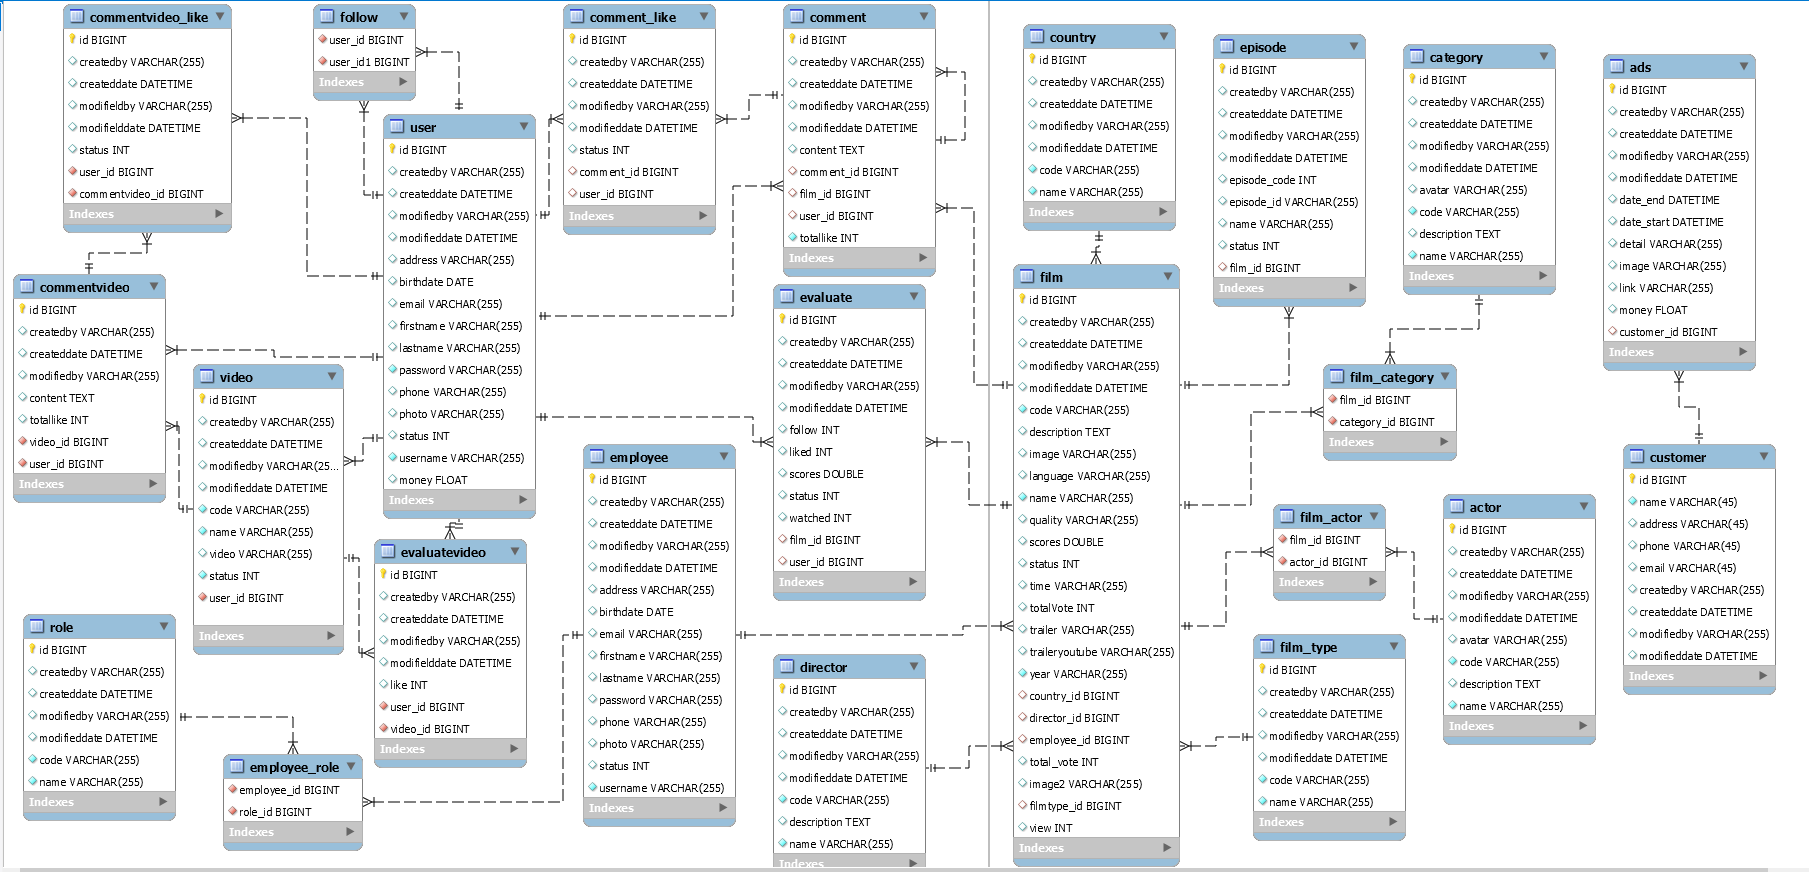 commentvideo_like
id BIGINT
createdby VARCHAR(255)
createddate DATETIME
modifieldby VARCHAR(255)
modifielddate DATETIME
status INT
user_id BIGINT
commentvideo_id BIGINT
Indexes
follow
user_id BIGINT
user_id1 BIGINT
Indexes
user
id BIGINT
createdby VARCHAR(255)
createddate DATETIME
modifiedby VARCHAR(255)
modifieddate DATETIME
address VARCHAR(255)
birthdate DATE
email VARCHAR(255)
firstname VARCHAR(255)
lastname VARCHAR(255)
password VARCHAR(255)
phone VARCHAR(255)
photo VARCHAR(255)
status INT
username VARCHAR(255)
money FLOAT
Indexes
comment_like
id BIGINT
createdby VARCHAR(255)
createddate DATETIME
modifiedby VARCHAR(255)
modifieddate DATETIME
status INT
comment_id BIGINT
user_id BIGINT
Indexes
comment
id BIGINT
createdby VARCHAR(255)
createddate DATETIME
modifiedby VARCHAR(255)
modifieddate DATETIME
content TEXT
comment_id BIGINT
film_id BIGINT
user_id BIGINT
totallike INT
Indexes
country
id BIGINT
createdby VARCHAR(255)
createddate DATETIME
modifiedby VARCHAR(255)
modifieddate DATETIME
code VARCHAR(255)
name VARCHAR(255)
Indexes
episode
id BIGINT
createdby VARCHAR(255)
createddate DATETIME
modifiedby VARCHAR(255)
modifieddate DATETIME
episode_code INT
episode_id VARCHAR(255)
name VARCHAR(255)
status INT
film_id BIGINT
Indexes
category
id BIGINT
createdby VARCHAR(255)
createddate DATETIME
modifiedby VARCHAR(255)
modifieddate DATETIME
avatar VARCHAR(255)
code VARCHAR(255)
description TEXT
name VARCHAR(255)
Indexes
ads
id BIGINT
createdby VARCHAR(255)
createddate DATETIME
modifiedby VARCHAR(255)
modifieddate DATETIME
date_end DATETIME
date_start DATETIME
detail VARCHAR(255)
image VARCHAR(255)
link VARCHAR(255)
money FLOAT
customer_id BIGINT
Indexes
commentvideo
id BIGINT
createdby VARCHAR(255)
createddate DATETIME
modifiedby VARCHAR(255)
content TEXT
totallike INT
video_id BIGINT
user_id BIGINT
Indexes
video
id BIGINT
createdby VARCHAR(255)
createddate DATETIME
modifiedby VARCHAR(25...
modifieddate DATETIME
code VARCHAR(255)
name VARCHAR(255)
video VARCHAR(255)
status INT
user_id BIGINT
Indexes
evaluate
id BIGINT
createdby VARCHAR(255)
createddate DATETIME
modifiedby VARCHAR(255)
modifieddate DATETIME
follow INT
liked INT
scores DOUBLE
status INT
watched INT
film_id BIGINT
user_id BIGINT
Indexes
film
id BIGINT
createdby VARCHAR(255)
createddate DATETIME
modifiedby VARCHAR(255)
modifieddate DATETIME
code VARCHAR(255)
description TEXT
image VARCHAR(255)
language VARCHAR(255)
name VARCHAR(255)
quality VARCHAR(255)
scores DOUBLE
status INT
time VARCHAR(255)
totalVote INT
trailer VARCHAR(255)
traileryoutube VARCHAR(255)
year VARCHAR(255)
country_id BIGINT
director_id BIGINT
employee_id BIGINT
total_vote INT
image2 VARCHAR(255)
filmtype_id BIGINT
view INT
Indexes
film_category
film_id BIGINT
category_id BIGINT
Indexes
employee
id BIGINT
createdby VARCHAR(255)
createddate DATETIME
modifiedby VARCHAR(255)
modifieddate DATETIME
address VARCHAR(255)
birthdate DATE
email VARCHAR(255)
firstname VARCHAR(255)
lastname VARCHAR(255)
password VARCHAR(255)
phone VARCHAR(255)
photo VARCHAR(255)
status INT
username VARCHAR(255)
Indexes
customer
id BIGINT
name VARCHAR(45)
address VARCHAR(45)
phone VARCHAR(45)
email VARCHAR(45)
createdby VARCHAR(255)
createddate DATETIME
modifiedby VARCHAR(255)
modifieddate DATETIME
Indexes
film_actor
film_id BIGINT
actor_id BIGINT
Indexes
actor
id BIGINT
createdby VARCHAR(255)
createddate DATETIME
modifiedby VARCHAR(255)
modifieddate DATETIME
avatar VARCHAR(255)
code VARCHAR(255)
description TEXT
name VARCHAR(255)
Indexes
evaluatevideo
id BIGINT
createdby VARCHAR(255)
createddate DATETIME
modifiedby VARCHAR(255)
modifielddate DATETIME
like INT
user_id BIGINT
video_id BIGINT
Indexes
role
id BIGINT
createdby VARCHAR(255)
createddate DATETIME
modifiedby VARCHAR(255)
modifieddate DATETIME
code VARCHAR(255)
name VARCHAR(255)
Indexes
employee_role
employee_id BIGINT
role_id BIGINT
Indexes
director
id BIGINT
createdby VARCHAR(255)
createddate DATETIME
modifiedby VARCHAR(255)
modifieddate DATETIME
code VARCHAR(255)
description TEXT
name VARCHAR(255)
Indexes
film_type
id BIGINT
createdby VARCHAR(255)
createddate DATETIME
modifiedby VARCHAR(255)
modifieddate DATETIME
code VARCHAR(255)
name VARCHAR(255)
Indexes